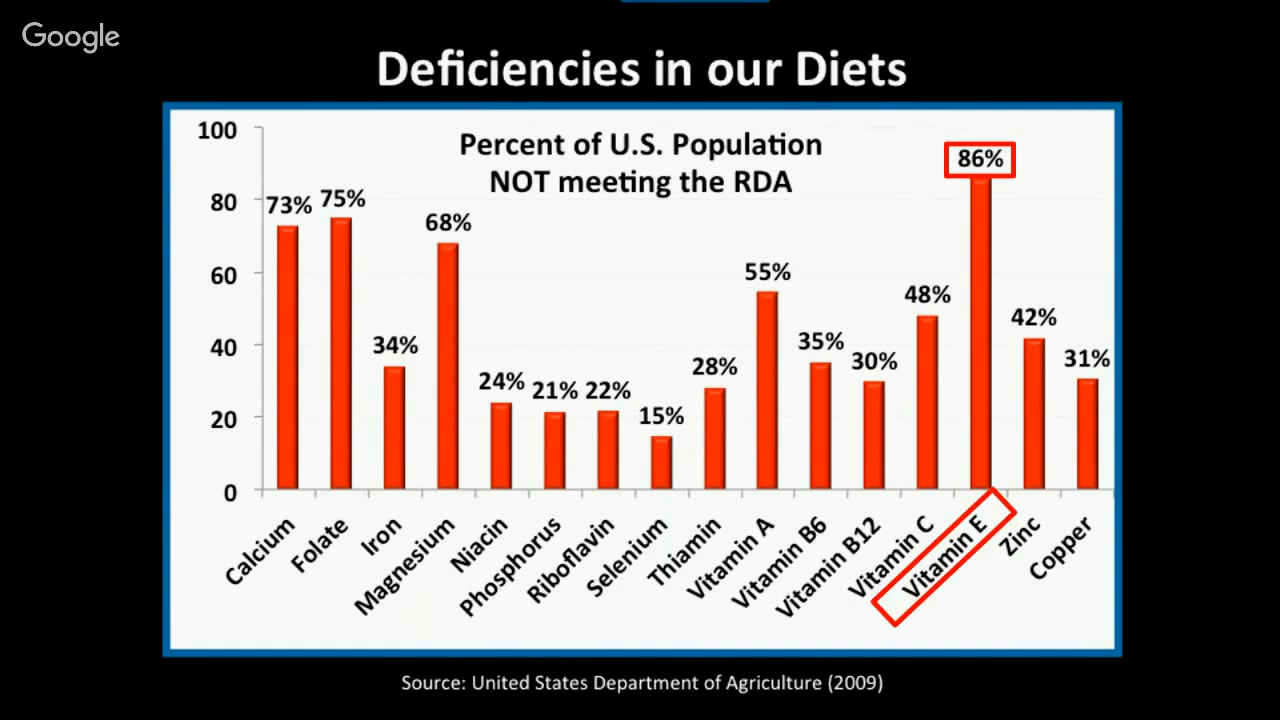 Google
Deficiencies in our Diets
Percent of U.S. Population
NOT meeting the RDA
100
80
60
40
20
0
73%
75%
34%
68%
24%
21%
22%
15%
28%
55%
35%
30%
48%
86%
42%
31%
Calcium
Folate
Iron
Magnesium
Niacin
Phosphorus
Riboflavin
Selenium
Thiamin
Vitamin A
Vitamin B6
Vitamin B12
Vitamin C
Vitamin E
Zinc
Copper
Source: United States Department of Agriculture (2009)